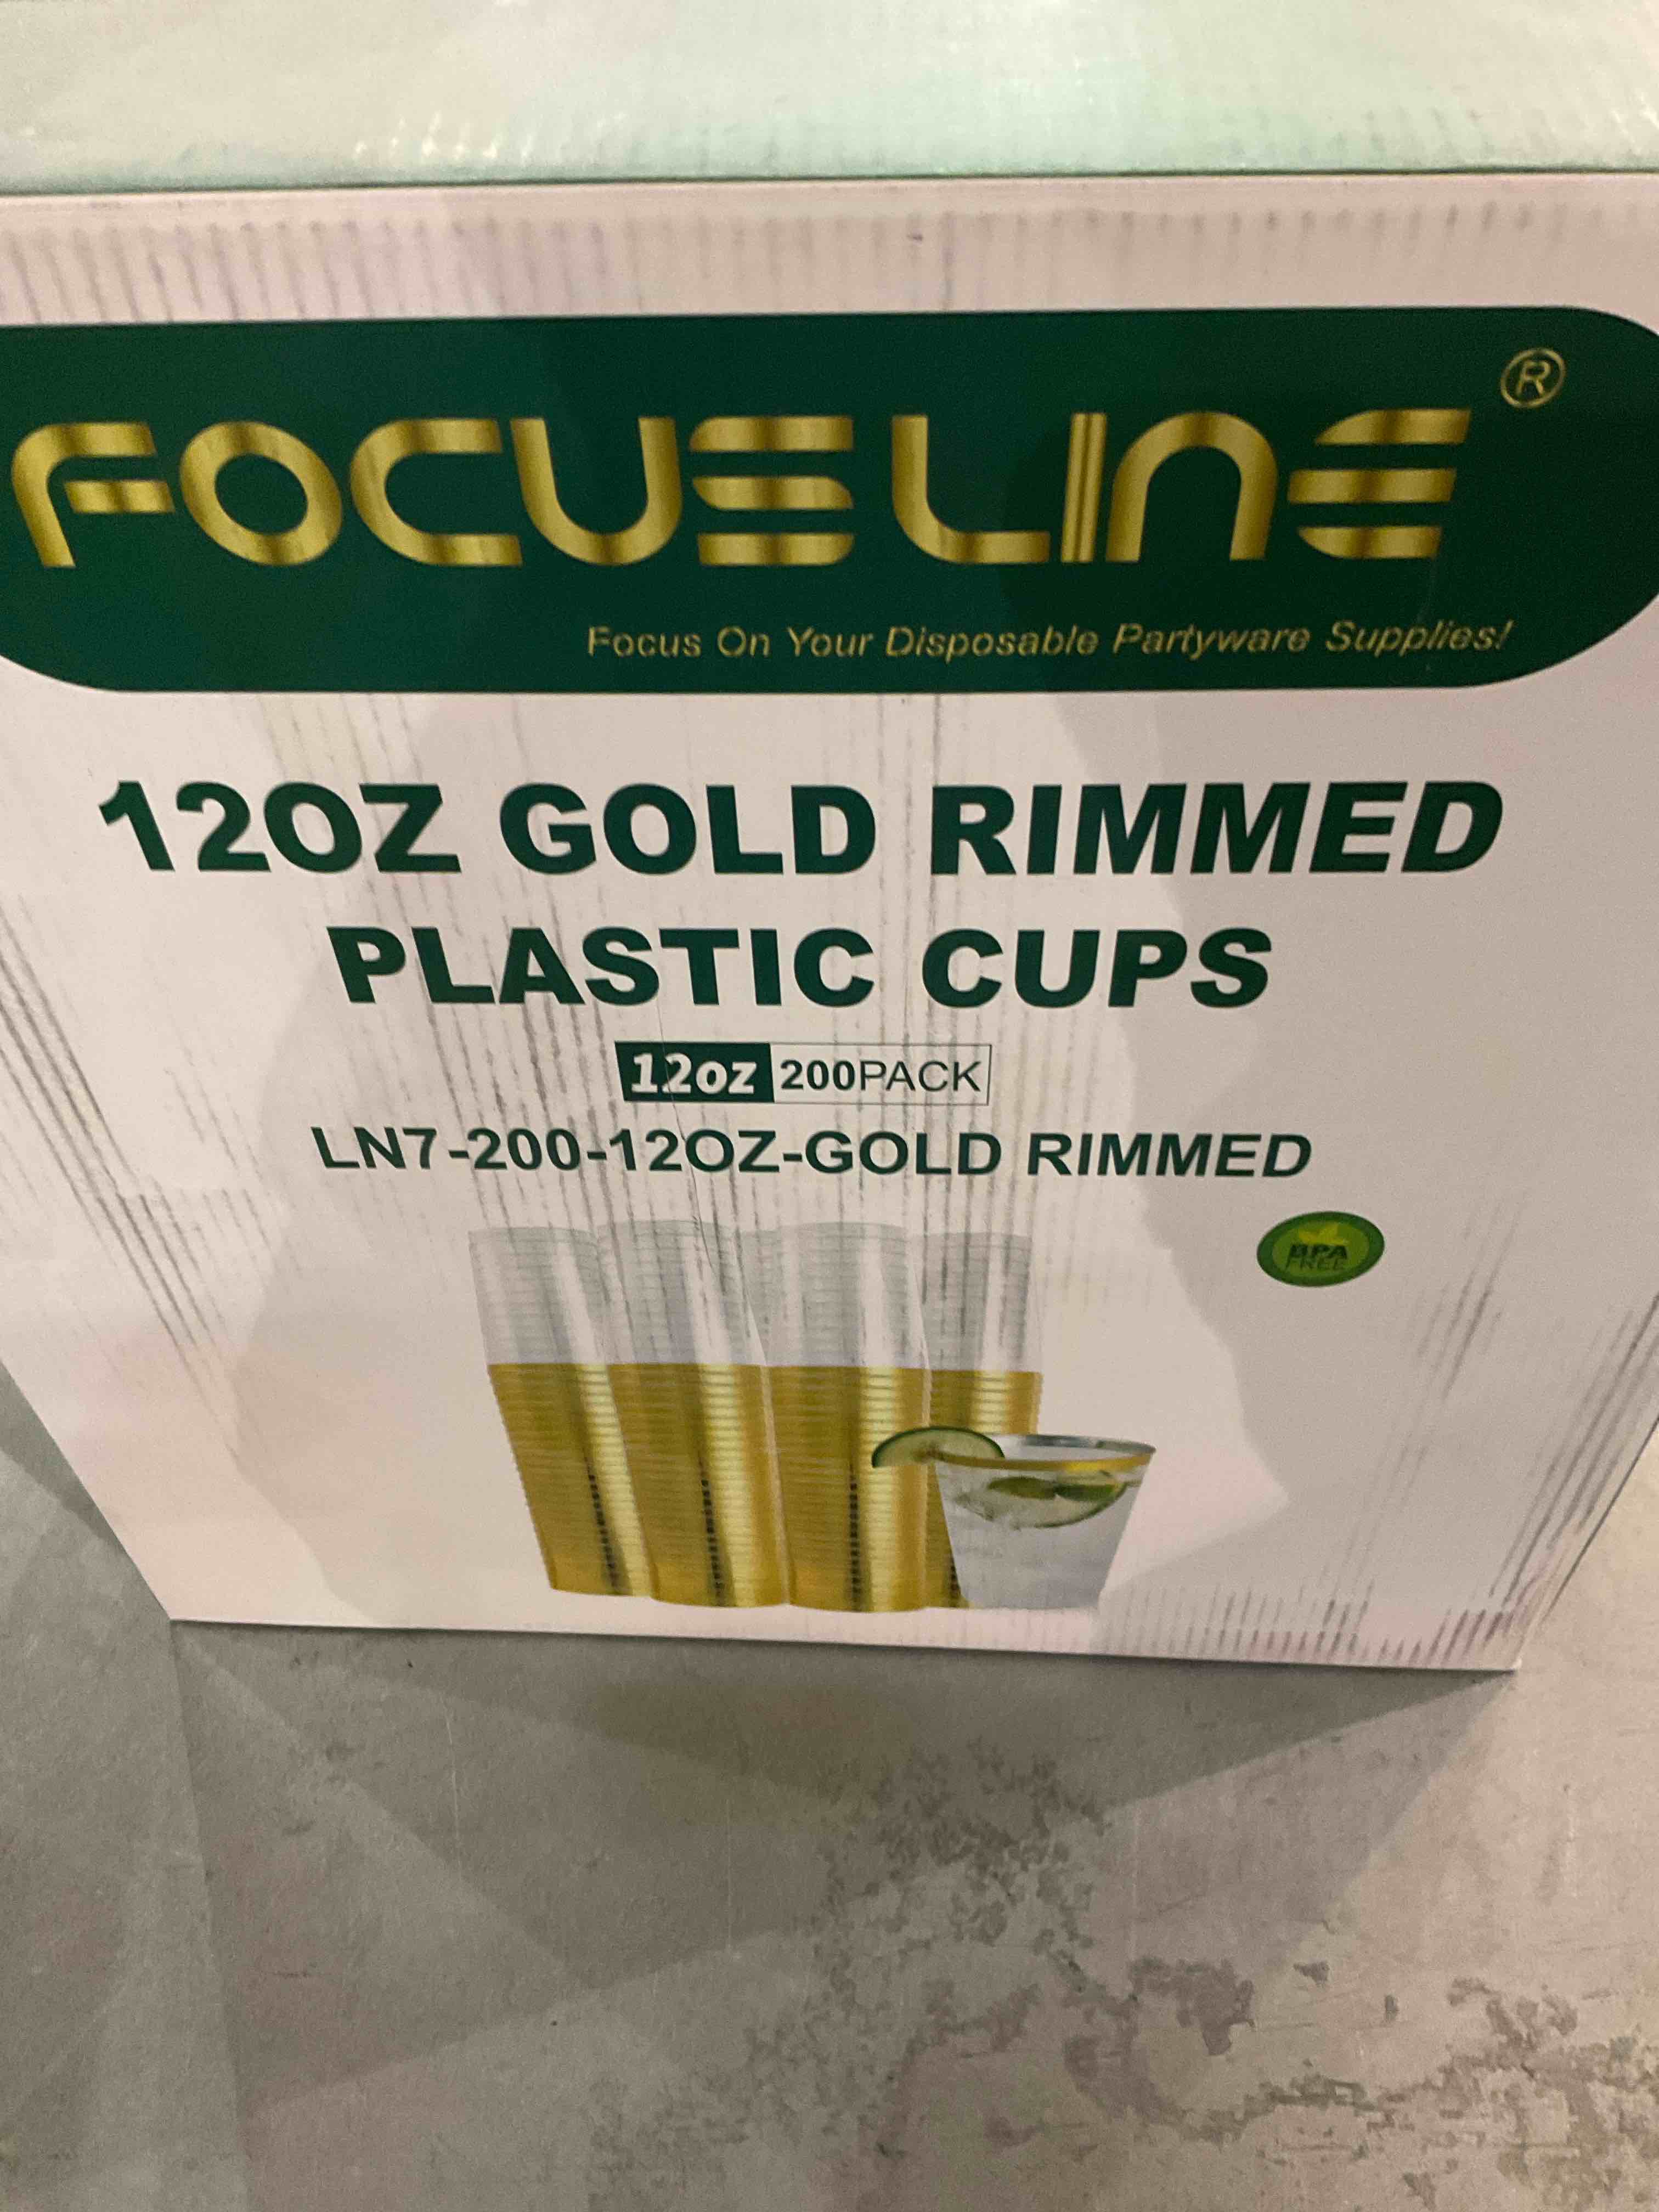 FOCUSLINE®
Focus On Your Disposable Partyware Supplies!
12OZ GOLD RIMMED
PLASTIC CUPS
12oz 200PACK
LN7-200-12OZ-GOLD RIMMED
BPA
FREE